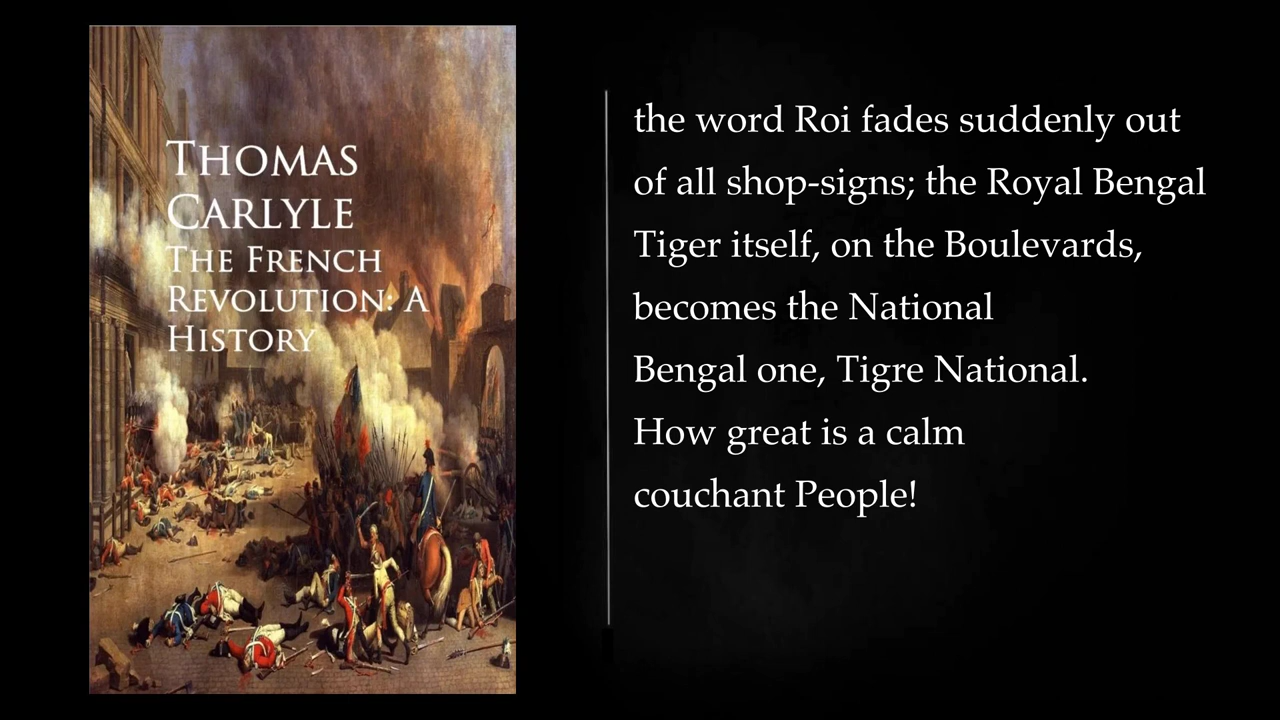 THOMAS
CARLYLE
THE FRENCH
REVOLUTION: A
HISTORY
the word Roi fades suddenly out
of all shop-signs; the Royal Bengal
Tiger itself, on the Boulevards,
becomes the National
Bengal one, Tigre National.
How great is a calm
couchant People!